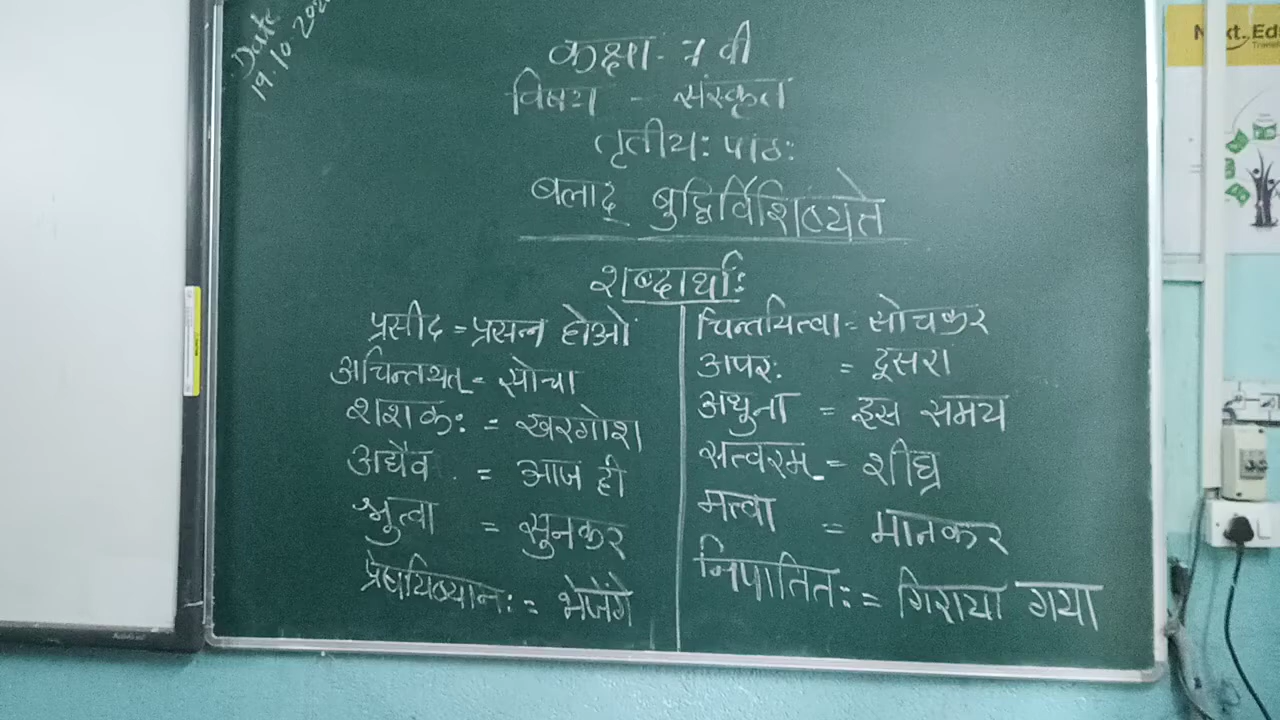 Date
19/10/202
कक्षा - 7 वी
विषय - संस्कृत
तृतीयः पाठः
बलाद् बुद्धिर्विशिष्यते
शब्दार्थाः
प्रसीद = प्रसन्न होओ
अचिन्तयत् = सोचा
शशकः = खरगोश
अद्यैव = आज ही
श्रुत्वा = सुनकर
प्रेषयिष्यानः = भेजेंगे
चिन्तयित्वा = सोचकर
अपरः = दूसरा
अधुना = इस समय
सत्वरम् = शीघ्र
मत्वा = मानकर
निपातितः = गिराया गया
Next